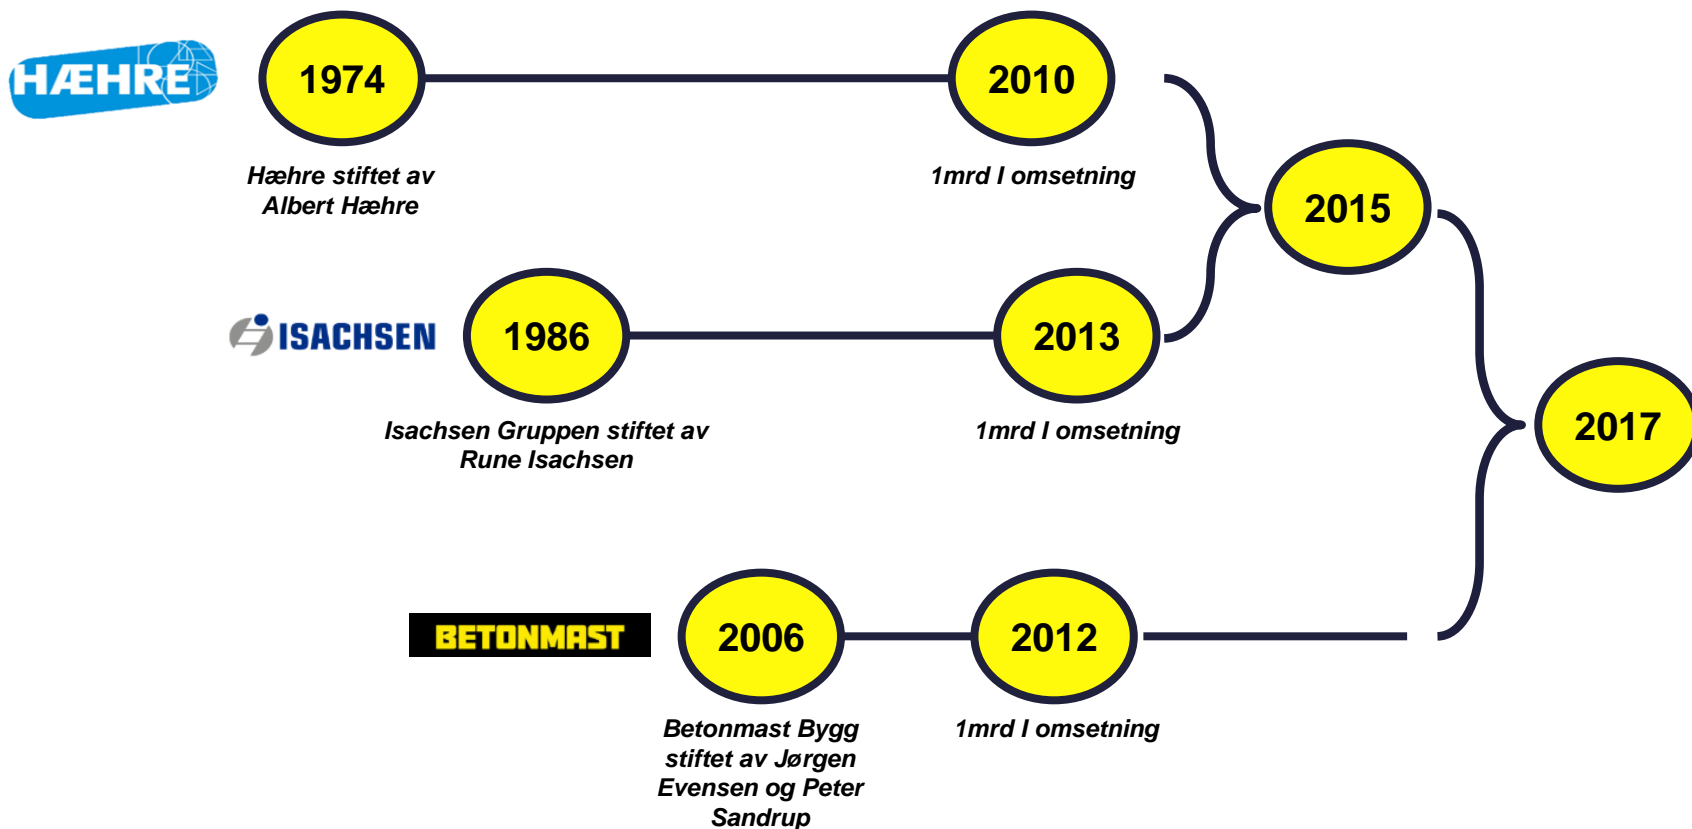 HÆHRE
1974
2010
Hæhre stiftet av
Albert Hæhre
1mrd I omsetning
2015
ISACHSEN
1986
2013
Isachsen Gruppen stiftet av
Rune Isachsen
1mrd I omsetning
2017
BETONMAST
2006
2012
Betonmast Bygg
stiftet av Jørgen
Evensen og Peter
Sandrup
1mrd I omsetning